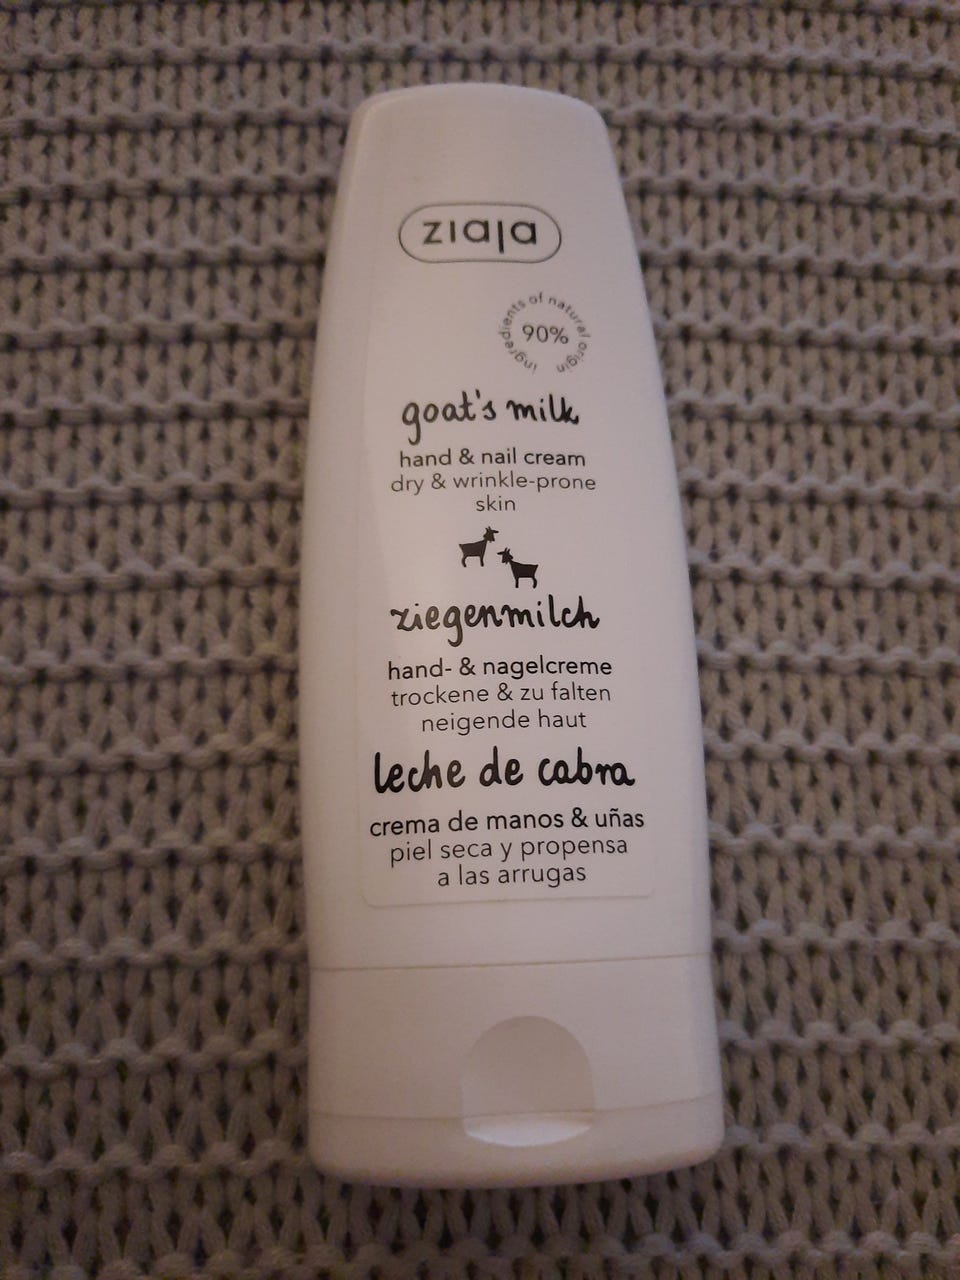 ziaja
ingredients of natural origin
90%
goat's milk
hand & nail cream
dry & wrinkle-prone
skin
ziegenmilch
hand- & nagelcreme
trockene & zu falten
neigende haut
leche de cabra
crema de manos & uñas
piel seca y propensa
a las arrugas